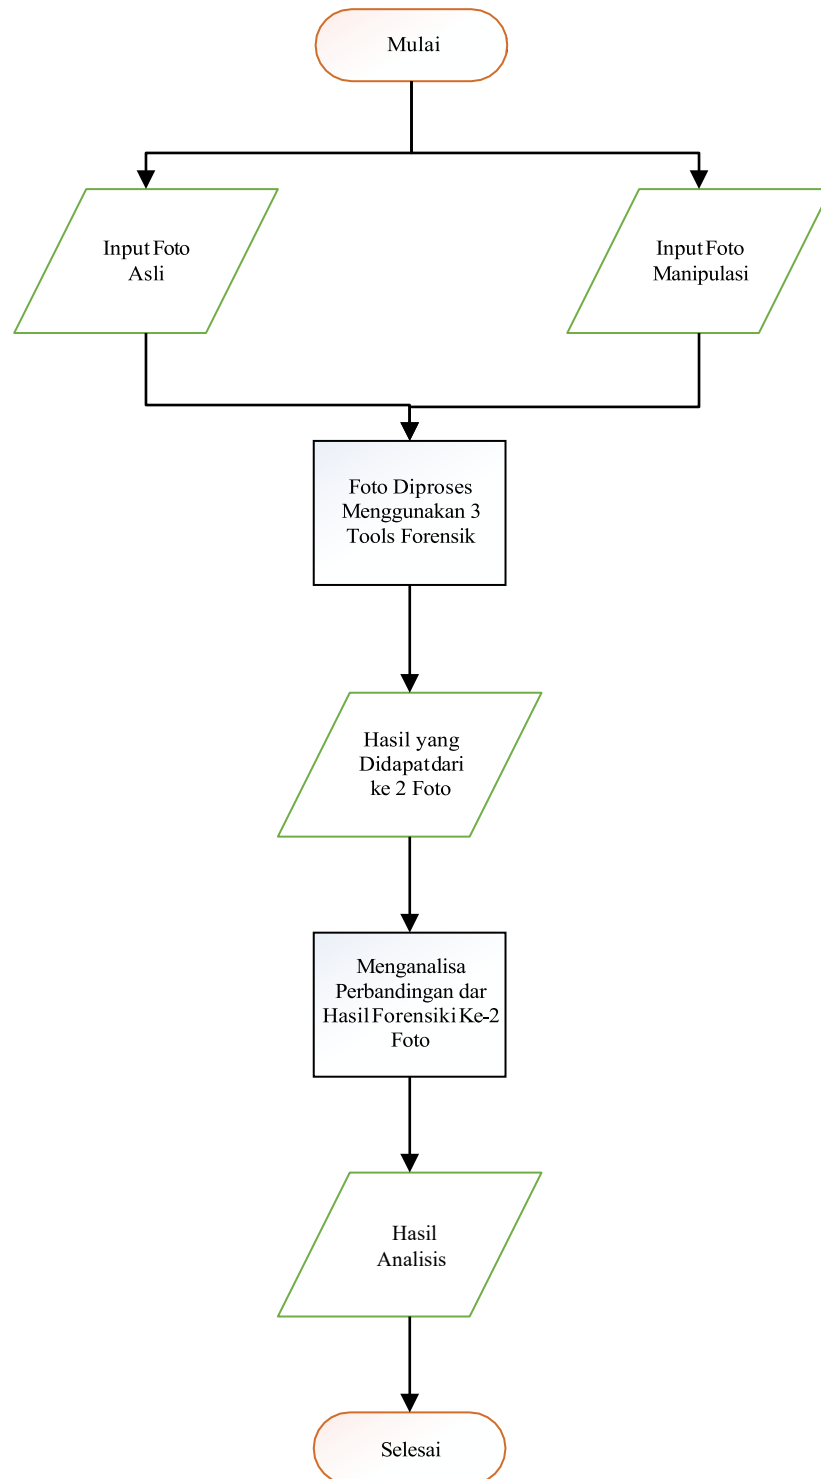 Mulai
Input Foto
Asli
Input Foto
Manipulasi
Foto Diproses
Menggunakan 3
Tools Forensik
Hasil yang
Didapat dari
ke 2 Foto
Menganalisa
Perbandingan dar
Hasil Forensiki Ke-2
Foto
Hasil
Analisis
Selesai